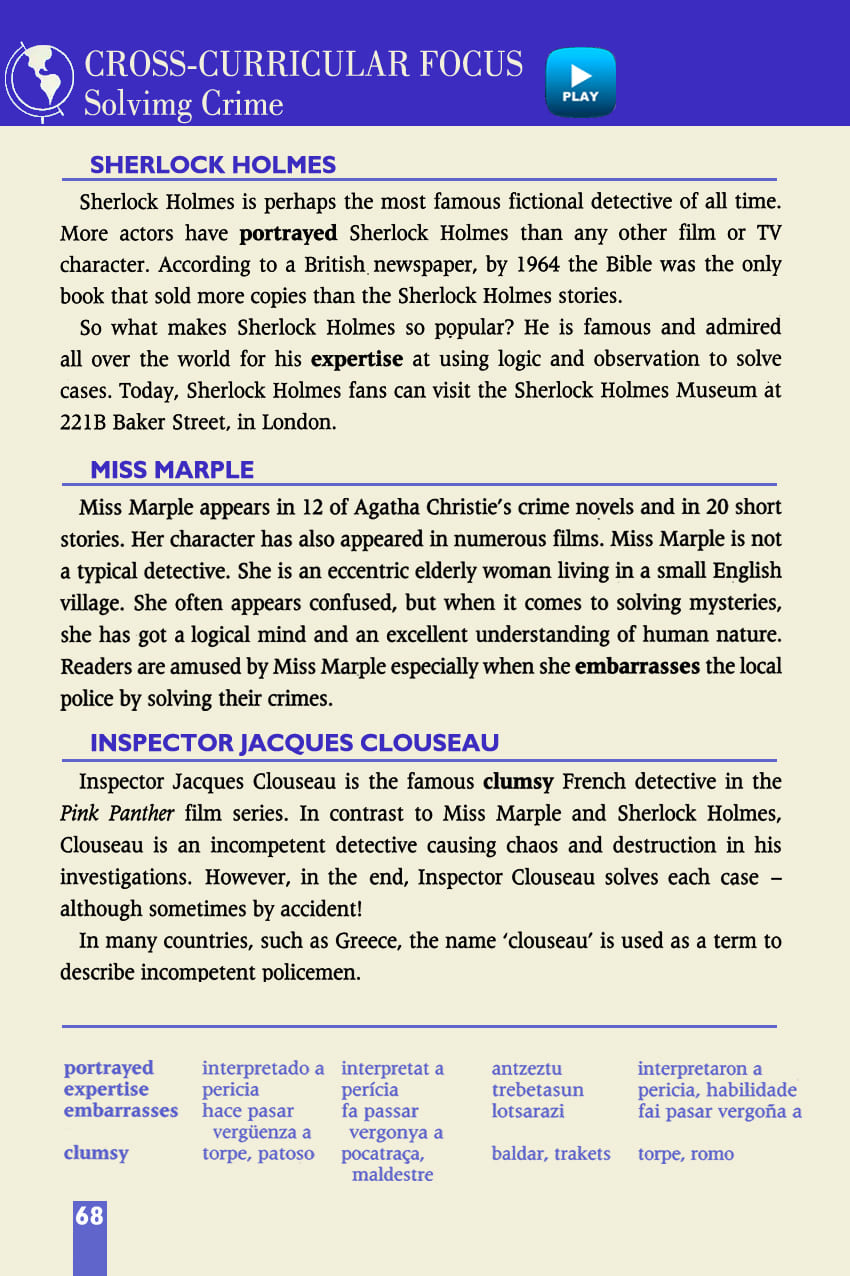 CROSS-CURRICULAR FOCUS
Solvimg Crime
PLAY
SHERLOCK HOLMES
Sherlock Holmes is perhaps the most famous fictional detective of all time.
More actors have portrayed Sherlock Holmes than any other film or TV
character. According to a British newspaper, by 1964 the Bible was the only
book that sold more copies than the Sherlock Holmes stories.
So what makes Sherlock Holmes so popular? He is famous and admired
all over the world for his expertise at using logic and observation to solve
cases. Today, Sherlock Holmes fans can visit the Sherlock Holmes Museum at
221B Baker Street, in London.
MISS MARPLE
Miss Marple appears in 12 of Agatha Christie's crime novels and in 20 short
stories. Her character has also appeared in numerous films. Miss Marple is not
a typical detective. She is an eccentric elderly woman living in a small English
village. She often appears confused, but when it comes to solving mysteries,
she has got a logical mind and an excellent understanding of human nature.
Readers are amused by Miss Marple especially when she embarrasses the local
police by solving their crimes.
INSPECTOR JACQUES CLOUSEAU
Inspector Jacques Clouseau is the famous clumsy French detective in the
Pink Panther film series. In contrast to Miss Marple and Sherlock Holmes,
Clouseau is an incompetent detective causing chaos and destruction in his
investigations. However, in the end, Inspector Clouseau solves each case –
although sometimes by accident!
In many countries, such as Greece, the name 'clouseau' is used as a term to
describe incompetent policemen.
portrayed interpretado a interpretat a antzeztu interpretaron a
expertise pericia perícia trebetasun pericia, habilidade
embarrasses hace pasar fa passar lotsarazi fai pasar vergoña a
vergüenza a vergonya a
clumsy torpe, patoso pocatraça, baldar, trakets torpe, romo
maldestre
68